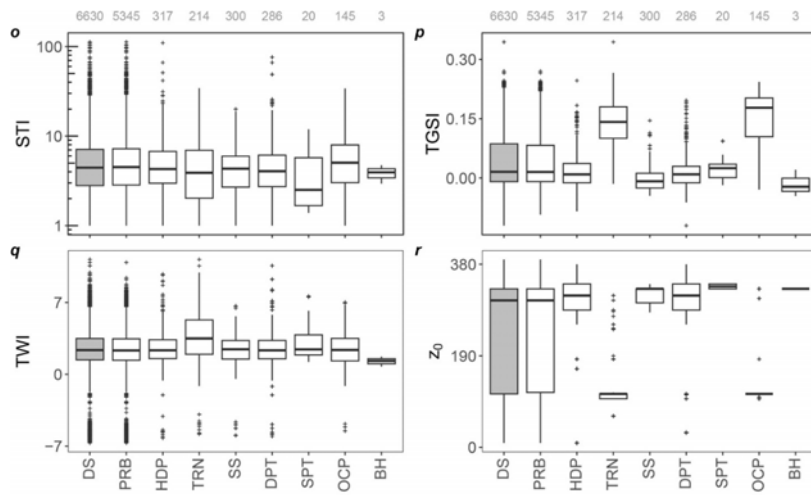 6630 5345 317 214 300 286 20 145 3
6630 5345 317 214 300 286 20 145 3
o
p
100
10
1
STI
0.30
0.15
0.00
TGSI
q
r
7
0
−7
TWI
380
190
0
z0
DS PRB HDP TRN SS DPT SPT OCP BH
DS PRB HDP TRN SS DPT SPT OCP BH